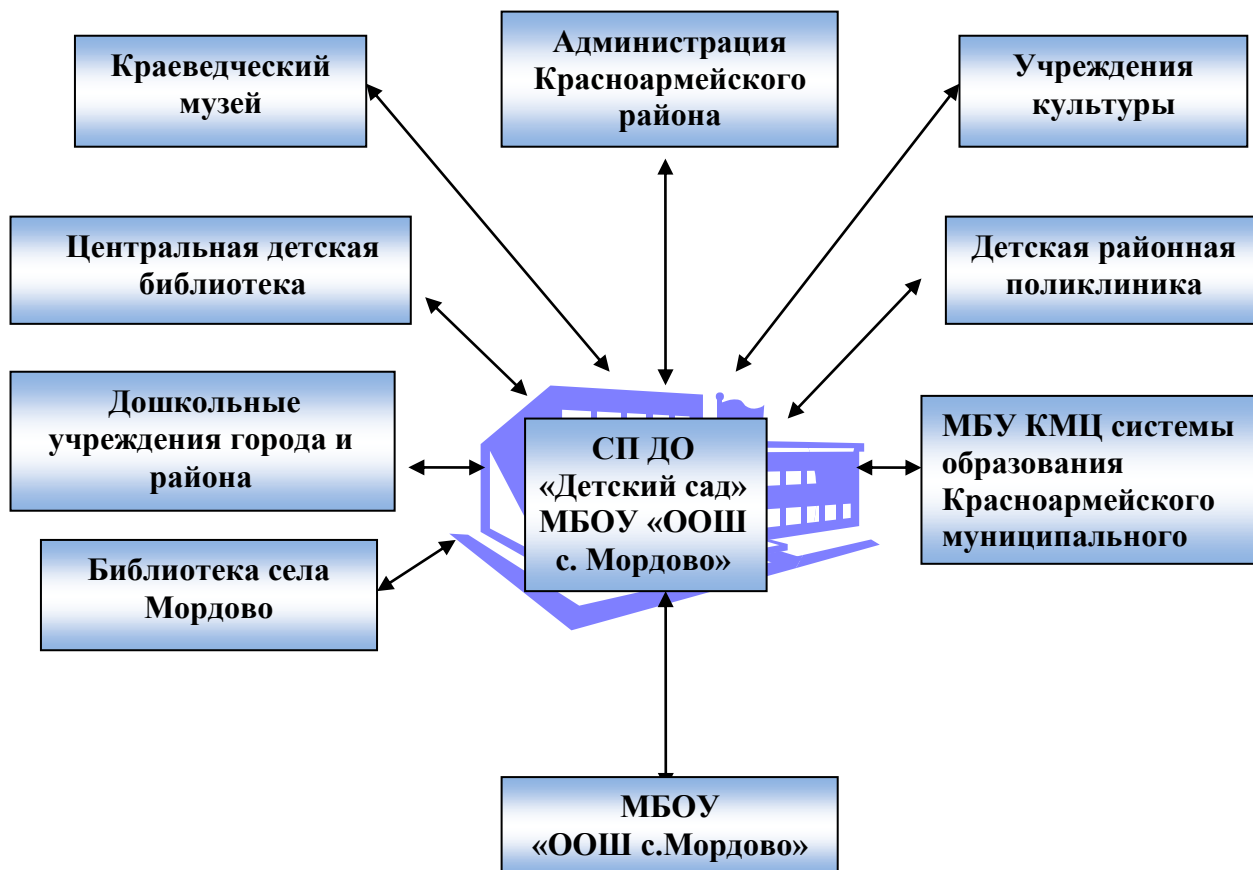 Краеведческий
музей
Администрация
Красноармейского
района
Учреждения
культуры
Центральная детская
библиотека
Детская районная
поликлиника
Дошкольные
учреждения города и
района
СП ДО
«Детский сад»
МБОУ «ООШ
с. Мордово»
МБУ КМЦ системы
образования
Красноармейского
муниципального
Библиотека села
Мордово
МБОУ
«ООШ с.Мордово»